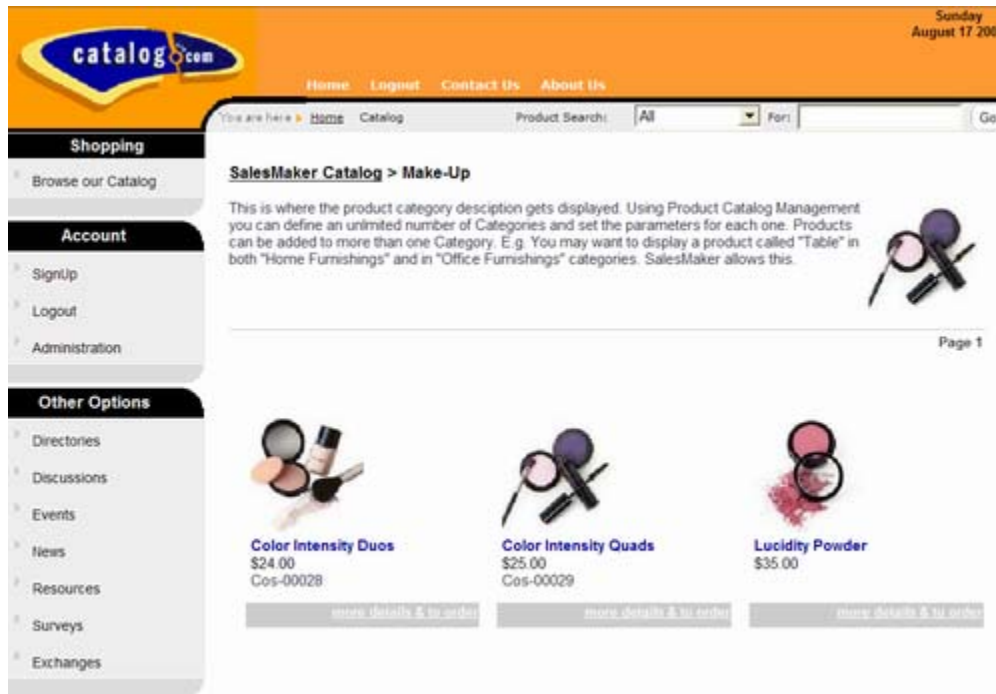 Sunday
August 17 200
catalog.com
Home Logout Contact Us About Us
You are here Home Catalog Product Search: All For: Go
Shopping
Browse our Catalog
Account
SignUp
Logout
Administration
Other Options
Directories
Discussions
Events
News
Resources
Surveys
Exchanges
SalesMaker Catalog > Make-Up
This is where the product category desciption gets displayed. Using Product Catalog Management
you can define an unlimited number of Categories and set the parameters for each one. Products
can be added to more than one Category. E.g. You may want to display a product called "Table" in
both "Home Furnishings" and in "Office Furnishings" categories. SalesMaker allows this.
Page 1
Color Intensity Duos
$24.00
Cos-00028
more details & to order
Color Intensity Quads
$25.00
Cos-00029
more details & to order
Lucidity Powder
$35.00
more details & to order